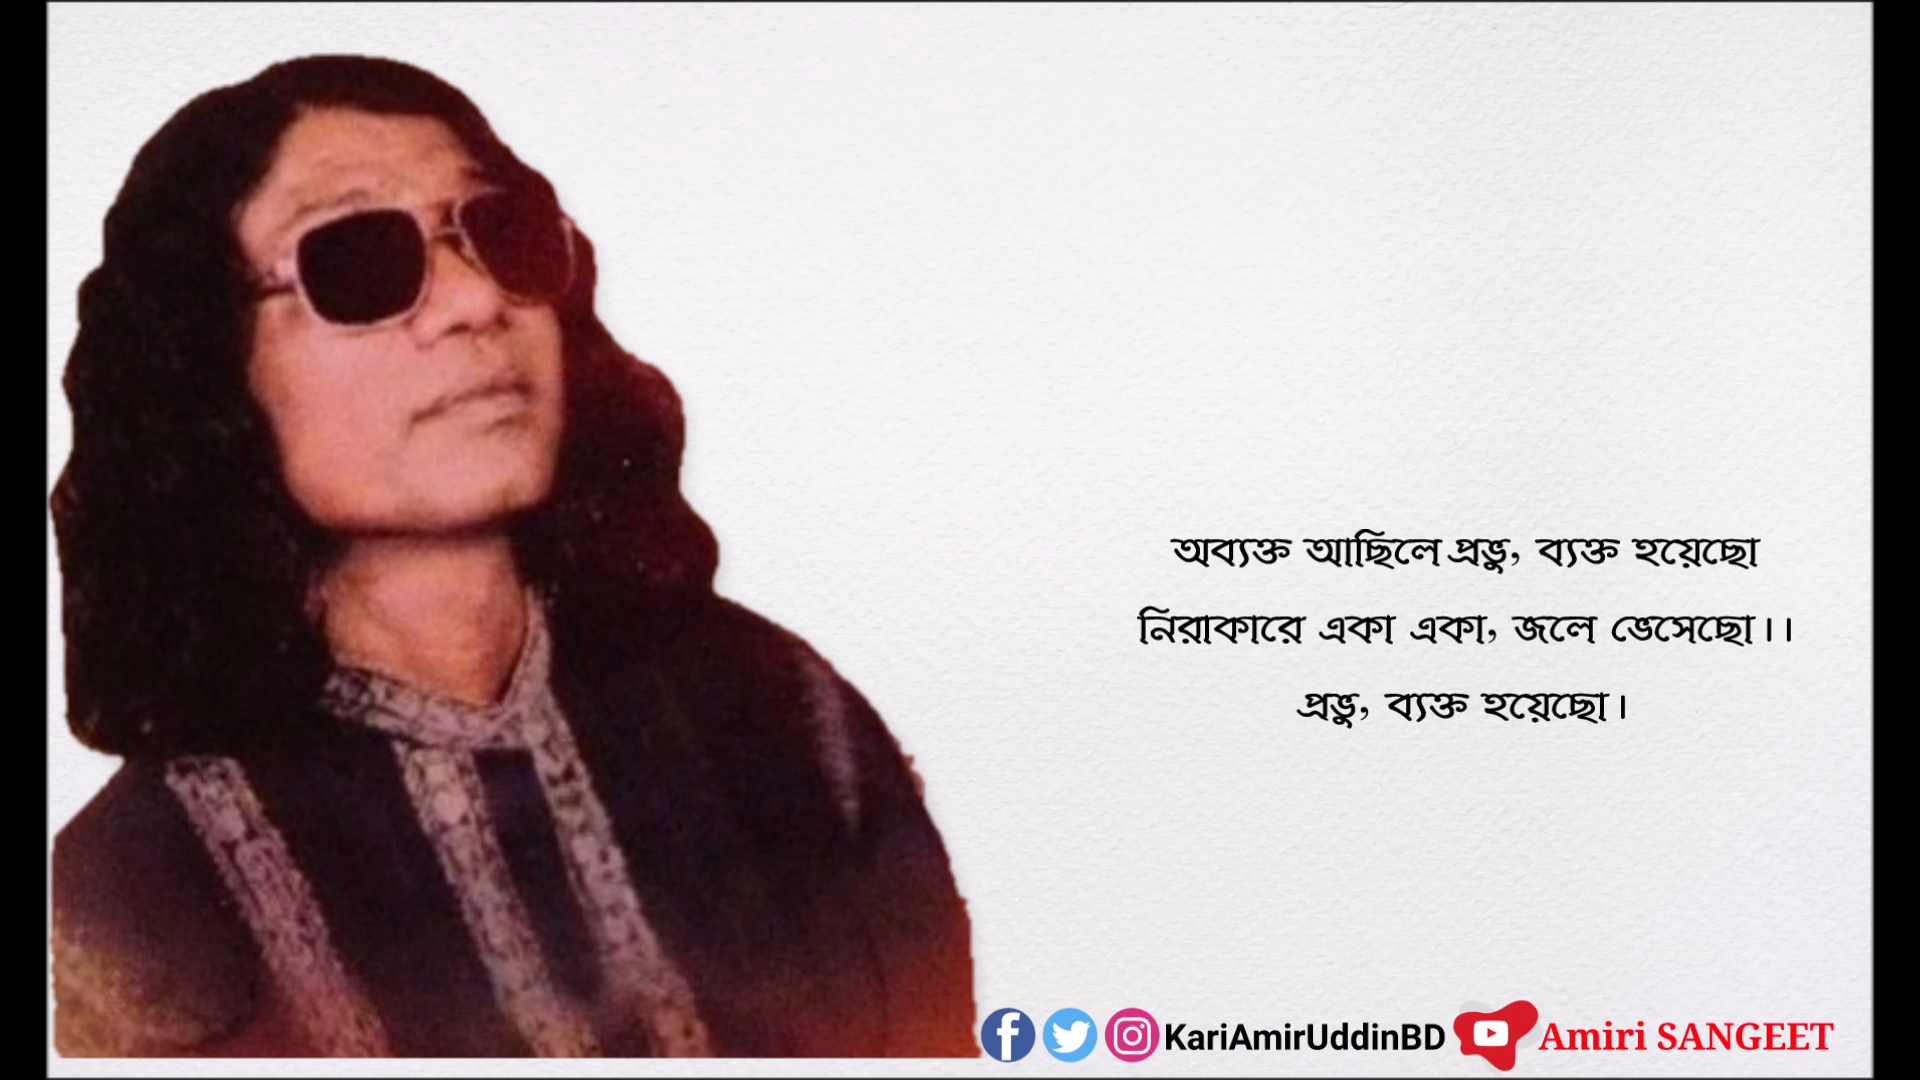 অব্যক্ত আছিলে প্রভু, ব্যক্ত হয়েছো
নিরাকারে একা একা, জলে ভেসেছো।।
প্রভু, ব্যক্ত হয়েছো।
KariAmirUddinBD Amiri SANGEET